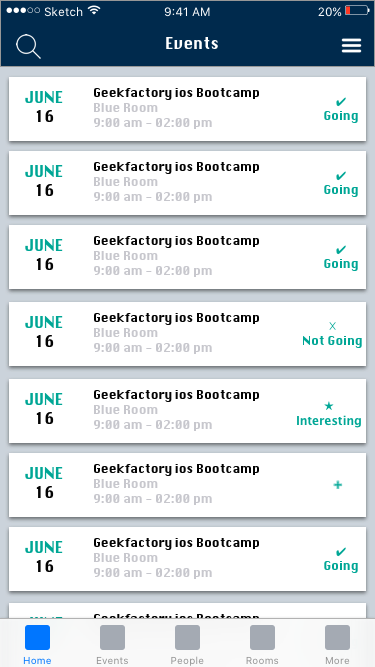 Sketch 9:41 AM 20%
Events
JUNE
16
Geekfactory ios Bootcamp
Blue Room
9:00 am - 02:00 pm
✔
Going
JUNE
16
Geekfactory ios Bootcamp
Blue Room
9:00 am - 02:00 pm
✔
Going
JUNE
16
Geekfactory ios Bootcamp
Blue Room
9:00 am - 02:00 pm
✔
Going
JUNE
16
Geekfactory ios Bootcamp
Blue Room
9:00 am - 02:00 pm
X
Not Going
JUNE
16
Geekfactory ios Bootcamp
Blue Room
9:00 am - 02:00 pm
★
Interesting
JUNE
16
Geekfactory ios Bootcamp
Blue Room
9:00 am - 02:00 pm
+
JUNE
16
Geekfactory ios Bootcamp
Blue Room
9:00 am - 02:00 pm
✔
Going
Geekfactory ios Bootcamp
Home Events People Rooms More